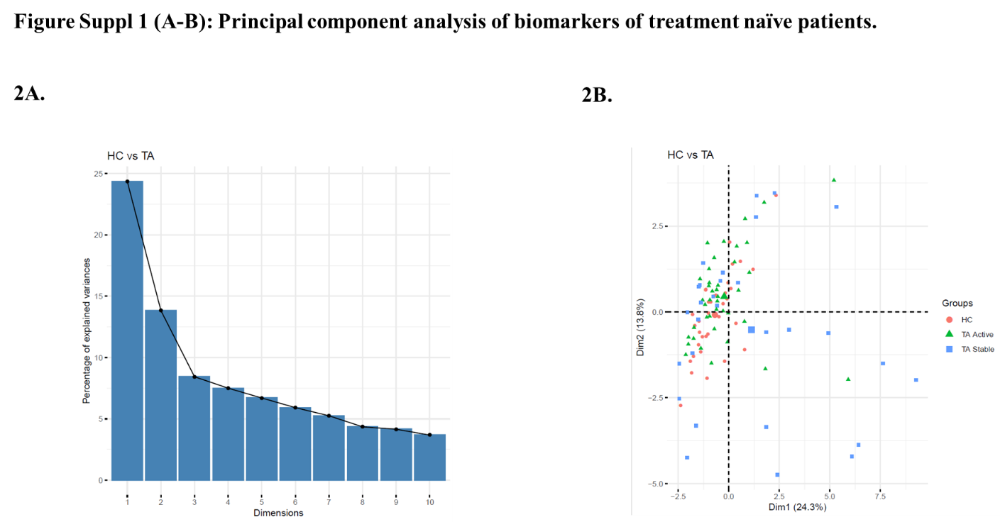 Figure Suppl 1 (A-B): Principal component analysis of biomarkers of treatment naïve patients.
2A.
2B.
HC vs TA
25
20
15
10
5
0
Percentage of explained variances
1 2 3 4 5 6 7 8 9 10
Dimensions
HC vs TA
2.5
0.0
−2.5
−5.0
Dim2 (13.8%)
−2.5 0.0 2.5 5.0 7.5
Dim1 (24.3%)
Groups
HC
TA Active
TA Stable